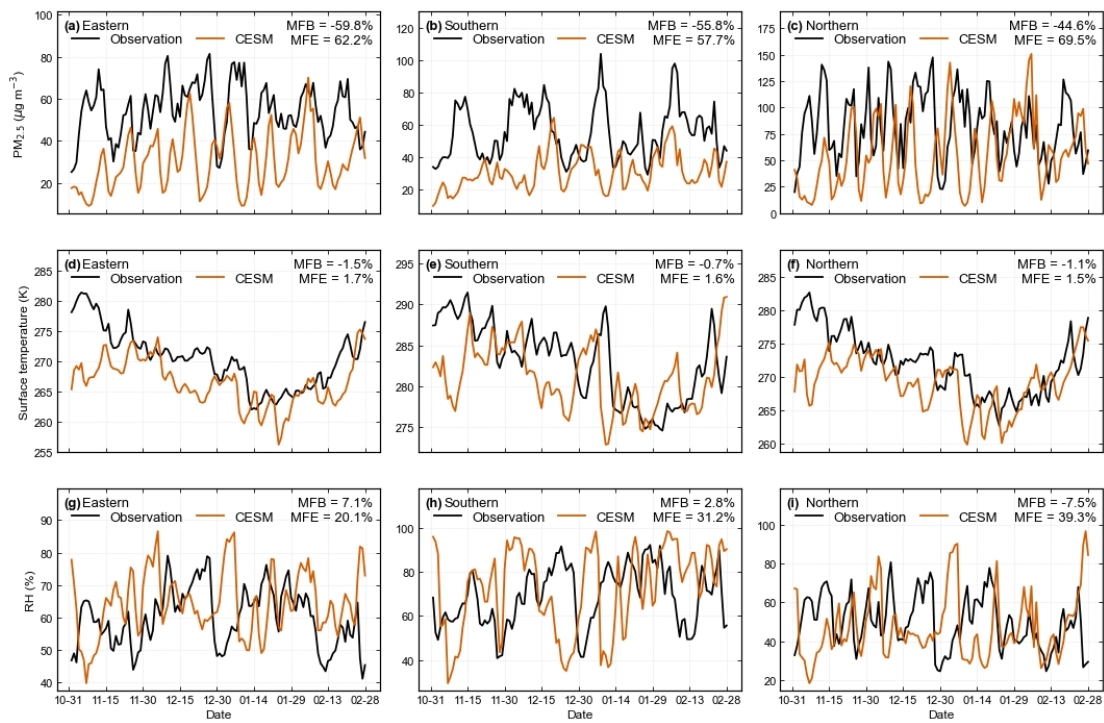 (a) Eastern MFB = -59.8%
Observation CESM MFE = 62.2%
(b) Southern MFB = -55.8%
Observation CESM MFE = 57.7%
(c) Northern MFB = -44.6%
Observation CESM MFE = 69.5%
PM2.5 (μg m−3)
100
80
60
40
20
120
100
80
60
40
20
175
150
125
100
75
50
25
0
(d) Eastern MFB = -1.5%
Observation CESM MFE = 1.7%
(e) Southern MFB = -0.7%
Observation CESM MFE = 1.6%
(f) Northern MFB = -1.1%
Observation CESM MFE = 1.5%
Surface temperature (K)
285
280
275
270
265
260
255
295
290
285
280
275
285
280
275
270
265
260
(g) Eastern MFB = 7.1%
Observation CESM MFE = 20.1%
(h) Southern MFB = 2.8%
Observation CESM MFE = 31.2%
(i) Northern MFB = -7.5%
Observation CESM MFE = 39.3%
RH (%)
90
80
70
60
50
40
100
80
60
40
100
80
60
40
20
10-31 11-15 11-30 12-15 12-30 01-14 01-29 02-13 02-28
Date
10-31 11-15 11-30 12-15 12-30 01-14 01-29 02-13 02-28
Date
10-31 11-15 11-30 12-15 12-30 01-14 01-29 02-13 02-28
Date